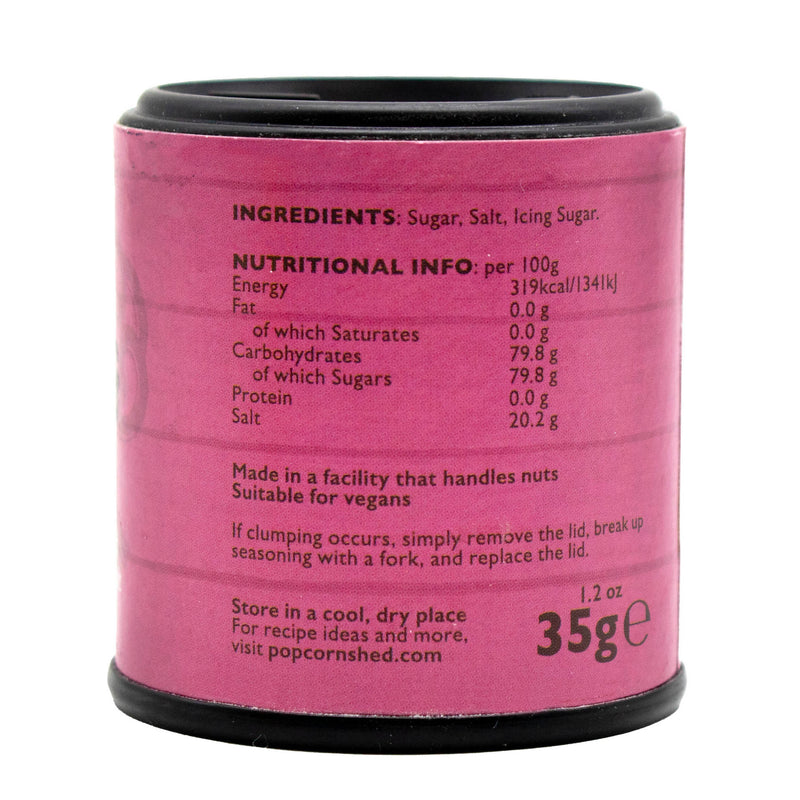 INGREDIENTS: Sugar, Salt, Icing Sugar.
NUTRITIONAL INFO: per 100g
Energy 319kcal/1341kJ
Fat 0.0 g
of which Saturates 0.0 g
Carbohydrates 79.8 g
of which Sugars 79.8 g
Protein 0.0 g
Salt 20.2 g
Made in a facility that handles nuts
Suitable for vegans
If clumping occurs, simply remove the lid, break up
seasoning with a fork, and replace the lid.
Store in a cool, dry place
For recipe ideas and more,
visit popcornshed.com
1.2 oz
35g℮